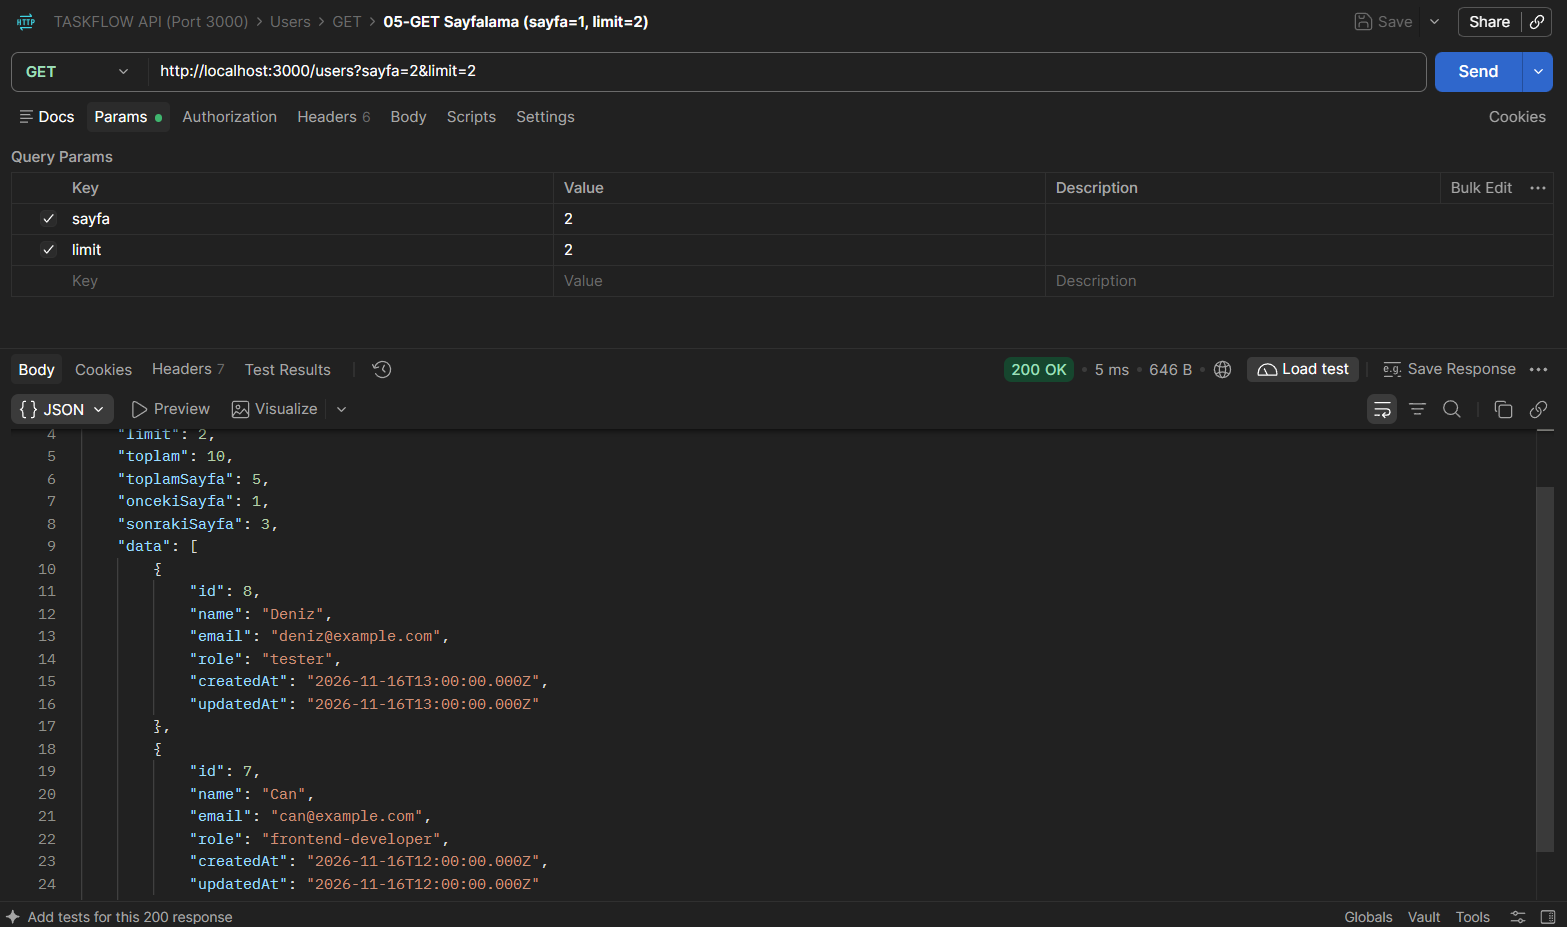 HTTP TASKFLOW API (Port 3000) > Users > GET > 05-GET Sayfalama (sayfa=1, limit=2) Save Share
GET http://localhost:3000/users?sayfa=2&limit=2 Send
Docs Params Authorization Headers 6 Body Scripts Settings Cookies
Query Params
Key Value Description Bulk Edit
sayfa 2
limit 2
Key Value Description
Body Cookies Headers 7 Test Results 200 OK 5 ms 646 B Load test e.g. Save Response
{ } JSON Preview Visualize
4 "limit": 2,
5 "toplam": 10,
6 "toplamSayfa": 5,
7 "oncekiSayfa": 1,
8 "sonrakiSayfa": 3,
9 "data": [
10 {
11 "id": 8,
12 "name": "Deniz",
13 "email": "deniz@example.com",
14 "role": "tester",
15 "createdAt": "2026-11-16T13:00:00.000Z",
16 "updatedAt": "2026-11-16T13:00:00.000Z"
17 },
18 {
19 "id": 7,
20 "name": "Can",
21 "email": "can@example.com",
22 "role": "frontend-developer",
23 "createdAt": "2026-11-16T12:00:00.000Z",
24 "updatedAt": "2026-11-16T12:00:00.000Z"
Add tests for this 200 response Globals Vault Tools